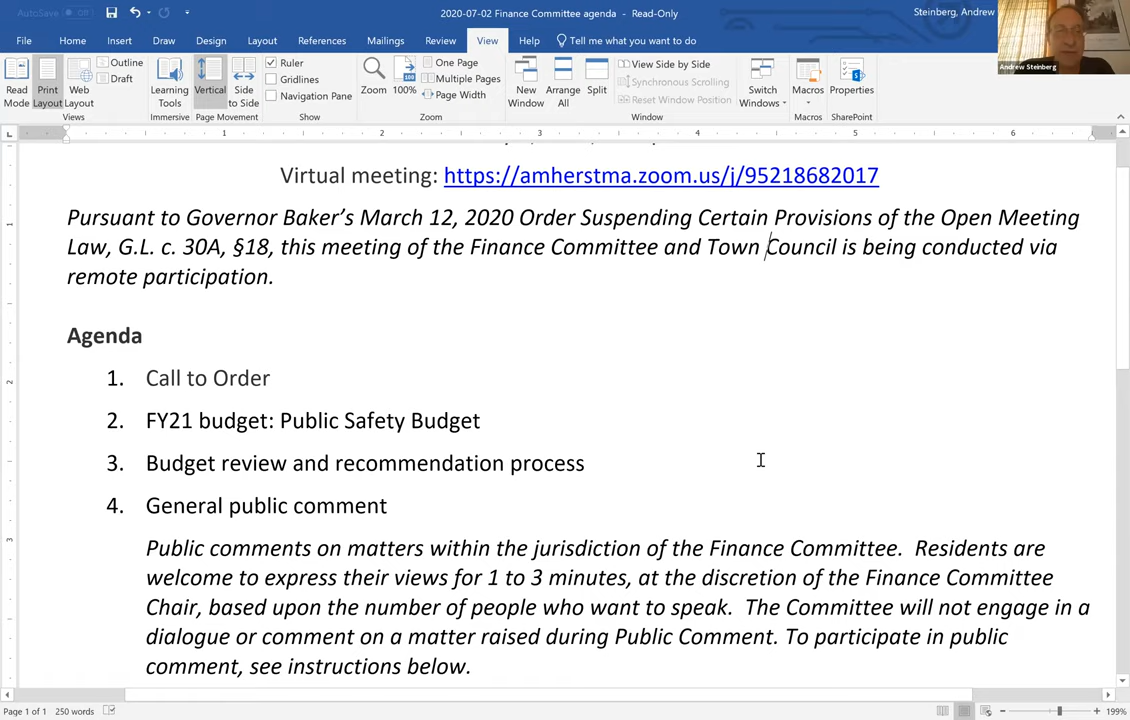 AutoSave Off
2020-07-02 Finance Committee agenda - Read-Only
Steinberg, Andrew
File Home Insert Draw Design Layout References Mailings Review View Help Tell me what you want to do
Read Mode
Print Layout
Web Layout
Outline
Draft
Views
Learning Tools
Immersive
Vertical
Side to Side
Page Movement
Ruler
Gridlines
Navigation Pane
Show
Zoom
100
100%
One Page
Multiple Pages
Page Width
Zoom
New Window
Arrange All
Split
View Side by Side
Synchronous Scrolling
Reset Window Position
Window
Switch Windows
Macros
Macros
Properties
SharePoint
Andrew Steinberg
1 2 3 4 5 6
Virtual meeting: https://amherstma.zoom.us/j/95218682017
Pursuant to Governor Baker’s March 12, 2020 Order Suspending Certain Provisions of the Open Meeting
Law, G.L. c. 30A, §18, this meeting of the Finance Committee and Town Council is being conducted via
remote participation.
Agenda
1. Call to Order
2. FY21 budget: Public Safety Budget
3. Budget review and recommendation process
4. General public comment
Public comments on matters within the jurisdiction of the Finance Committee. Residents are
welcome to express their views for 1 to 3 minutes, at the discretion of the Finance Committee
Chair, based upon the number of people who want to speak. The Committee will not engage in a
dialogue or comment on a matter raised during Public Comment. To participate in public
comment, see instructions below.
Page 1 of 1 250 words
199%